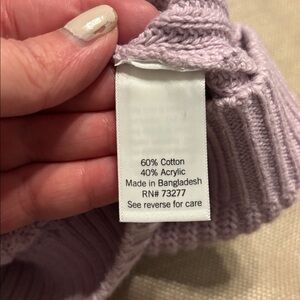 60% Cotton
40% Acrylic
Made in Bangladesh
RN# 73277
See reverse for care